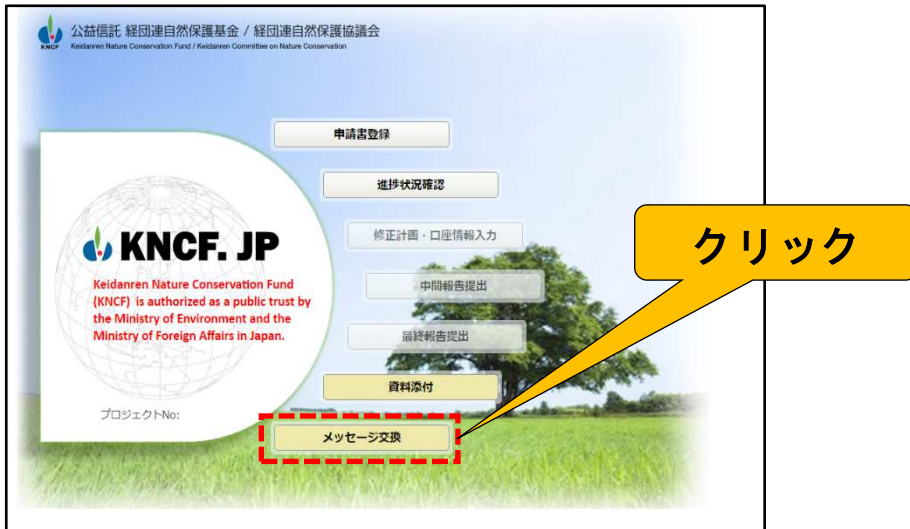 公益信託 経団連自然保護基金 / 経団連自然保護協議会
KNCF
Keidanren Nature Conservation Fund / Keidanren Committee on Nature Conservation
申請書登録
進捗状況確認
修正計画・口座情報入力
中間報告提出
最終報告提出
資料添付
メッセージ交換
KNCF. JP
Keidanren Nature Conservation Fund
(KNCF) is authorized as a public trust by
the Ministry of Environment and the
Ministry of Foreign Affairs in Japan.
プロジェクトNo:
クリック